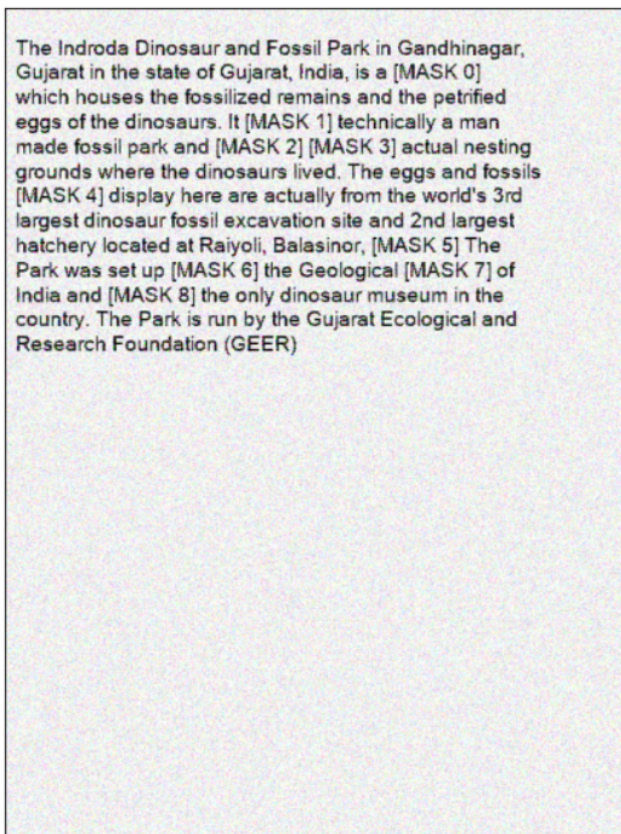 The Indroda Dinosaur and Fossil Park in Gandhinagar,
Gujarat in the state of Gujarat, India, is a [MASK 0]
which houses the fossilized remains and the petrified
eggs of the dinosaurs. It [MASK 1] technically a man
made fossil park and [MASK 2] [MASK 3] actual nesting
grounds where the dinosaurs lived. The eggs and fossils
[MASK 4] display here are actually from the world's 3rd
largest dinosaur fossil excavation site and 2nd largest
hatchery located at Raiyoli, Balasinor, [MASK 5] The
Park was set up [MASK 6] the Geological [MASK 7] of
India and [MASK 8] the only dinosaur museum in the
country. The Park is run by the Gujarat Ecological and
Research Foundation (GEER)